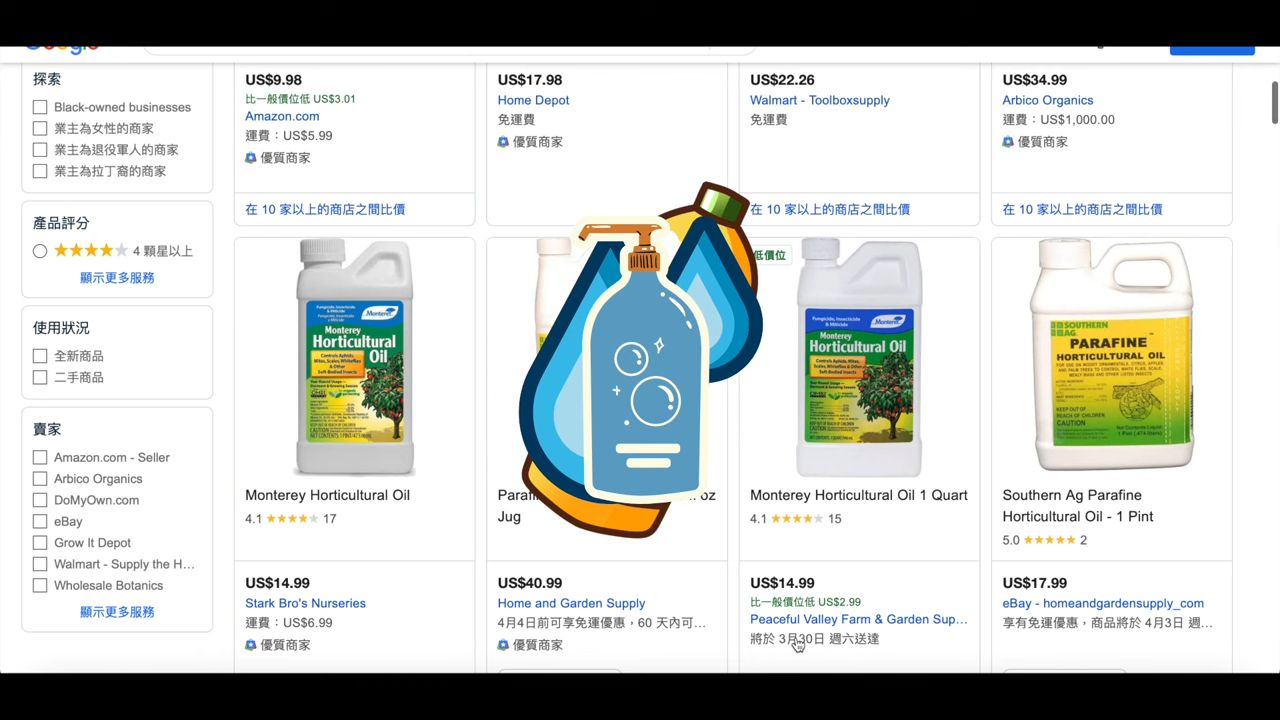 Google
探索
Black-owned businesses
業主為女性的商家
業主為退役軍人的商家
業主為拉丁裔的商家
產品評分
4 顆星以上
顯示更多服務
使用狀況
全新商品
二手商品
賣家
Amazon.com - Seller
Arbico Organics
DoMyOwn.com
eBay
Grow It Depot
Walmart - Supply the H…
Wholesale Botanics
顯示更多服務
US$9.98
比一般價位低 US$3.01
Amazon.com
運費：US$5.99
優質商家
在 10 家以上的商店之間比價
US$17.98
Home Depot
免運費
優質商家
US$22.26
Walmart - Toolboxsupply
免運費
在 10 家以上的商店之間比價
US$34.99
Arbico Organics
運費：US$1,000.00
優質商家
在 10 家以上的商店之間比價
Monterey
Monterey
Horticultural
Oil
Monterey Horticultural Oil
4.1 17
US$14.99
Stark Bro's Nurseries
運費：US$6.99
優質商家
oz
Jug
US$40.99
Home and Garden Supply
4月4日前可享免運優惠，60 天內可…
優質商家
低價位
Monterey
Monterey
Horticultural
Oil
Monterey Horticultural Oil 1 Quart
4.1 15
US$14.99
比一般價位低 US$2.99
Peaceful Valley Farm & Garden Sup…
將於 3月30日 週六送達
SOUTHERN
AG
PARAFINE
HORTICULTURAL OIL
KEEP OUT OF
REACH OF CHILDREN
CAUTION
Southern Ag Parafine
Horticultural Oil - 1 Pint
5.0 2
US$17.99
eBay - homeandgardensupply_com
享有免運優惠，商品將於 4月3日 週…